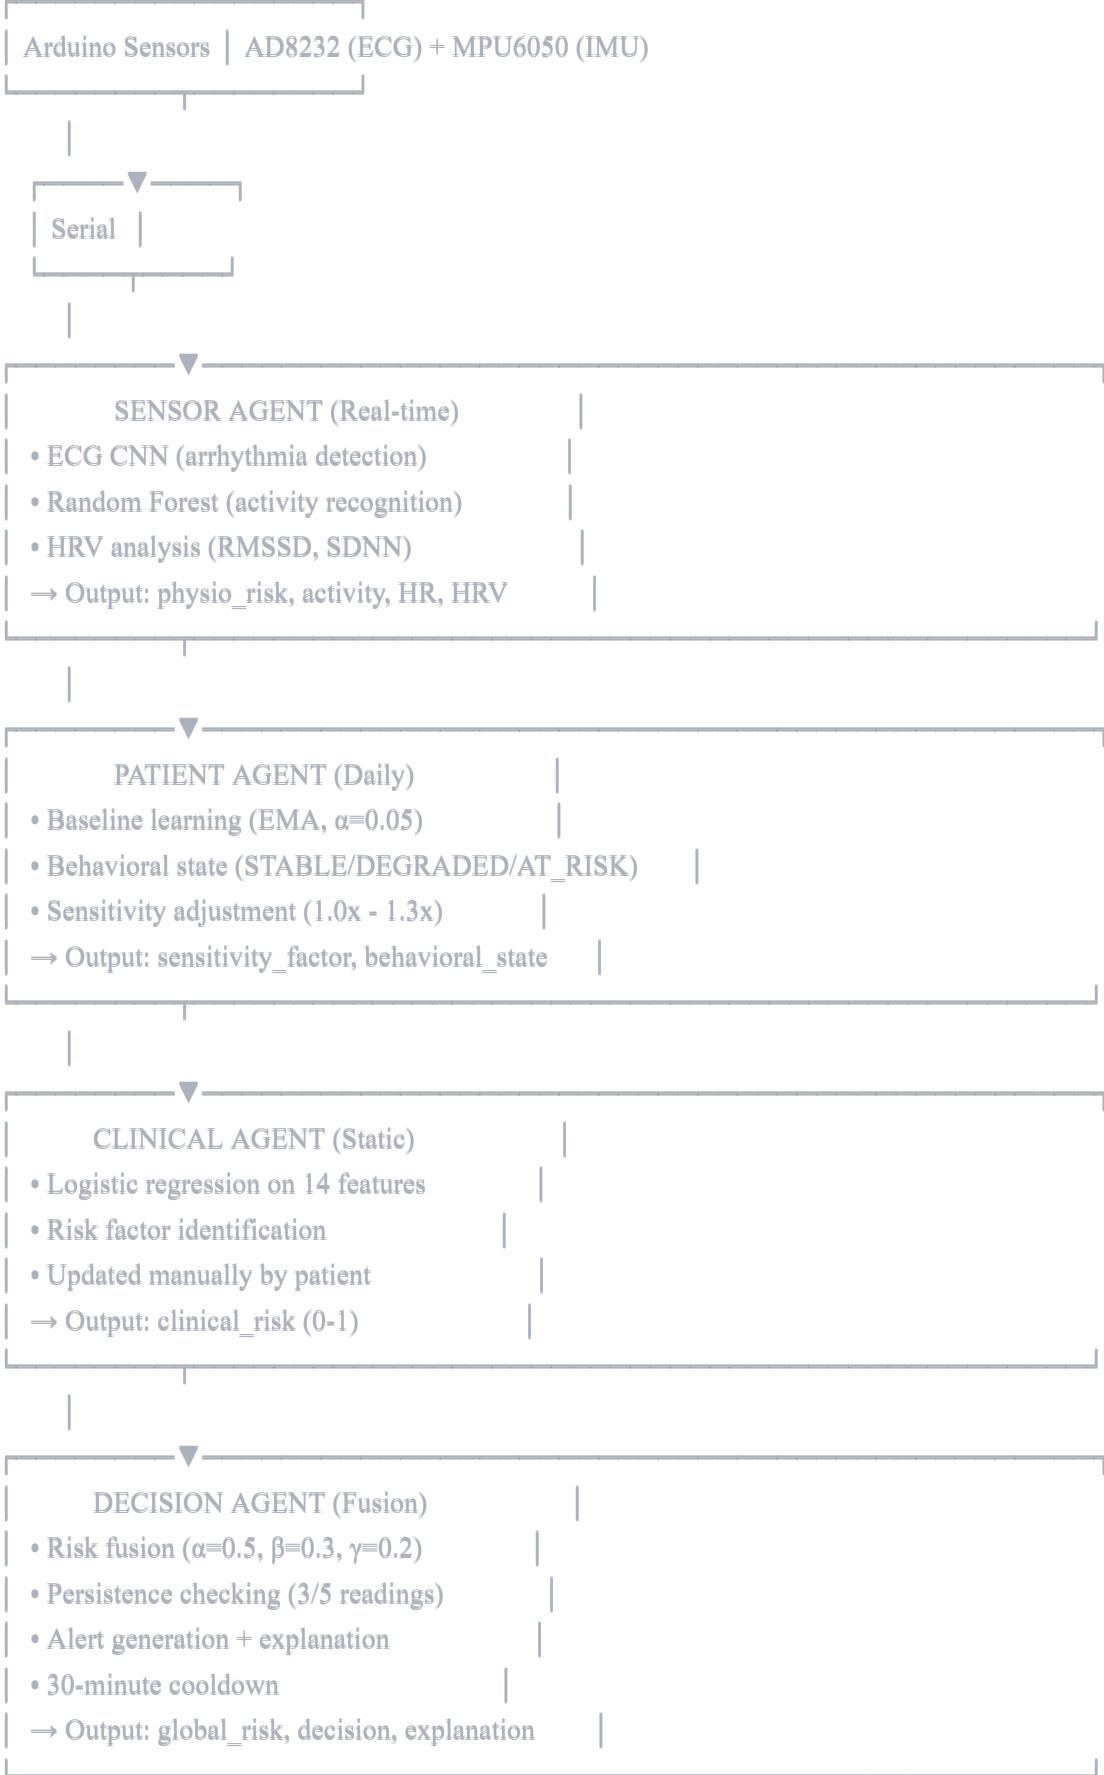 Arduino Sensors │ AD8232 (ECG) + MPU6050 (IMU)
Serial
SENSOR AGENT (Real-time)
• ECG CNN (arrhythmia detection)
• Random Forest (activity recognition)
• HRV analysis (RMSSD, SDNN)
→ Output: physio_risk, activity, HR, HRV
PATIENT AGENT (Daily)
• Baseline learning (EMA, α=0.05)
• Behavioral state (STABLE/DEGRADED/AT_RISK)
• Sensitivity adjustment (1.0x - 1.3x)
→ Output: sensitivity_factor, behavioral_state
CLINICAL AGENT (Static)
• Logistic regression on 14 features
• Risk factor identification
• Updated manually by patient
→ Output: clinical_risk (0-1)
DECISION AGENT (Fusion)
• Risk fusion (α=0.5, β=0.3, γ=0.2)
• Persistence checking (3/5 readings)
• Alert generation + explanation
• 30-minute cooldown
→ Output: global_risk, decision, explanation